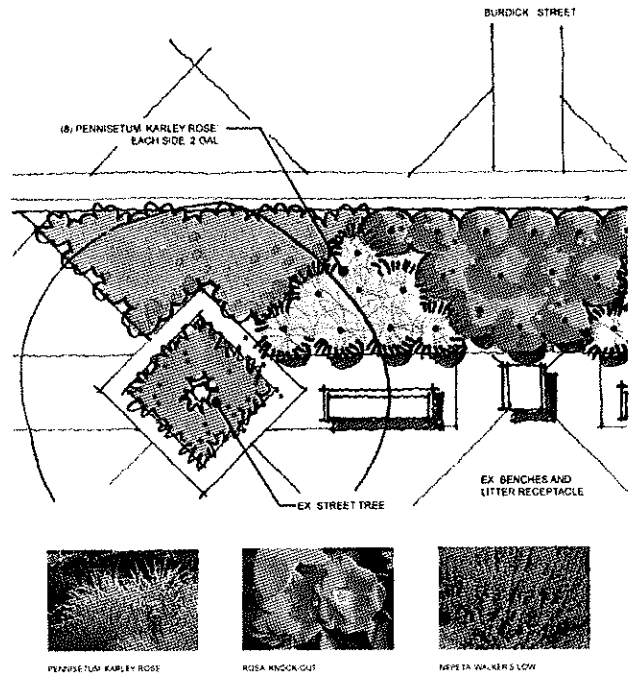 BURDICK STREET
(8) PENNISETUM KARLEY ROSE
EACH SIDE, 2 GAL
EX BENCHES AND
LITTER RECEPTACLE
EX STREET TREE
PENNISETUM KARLEY ROSE
ROSA KNOCK-OUT
NEPETA WALKERS LOW